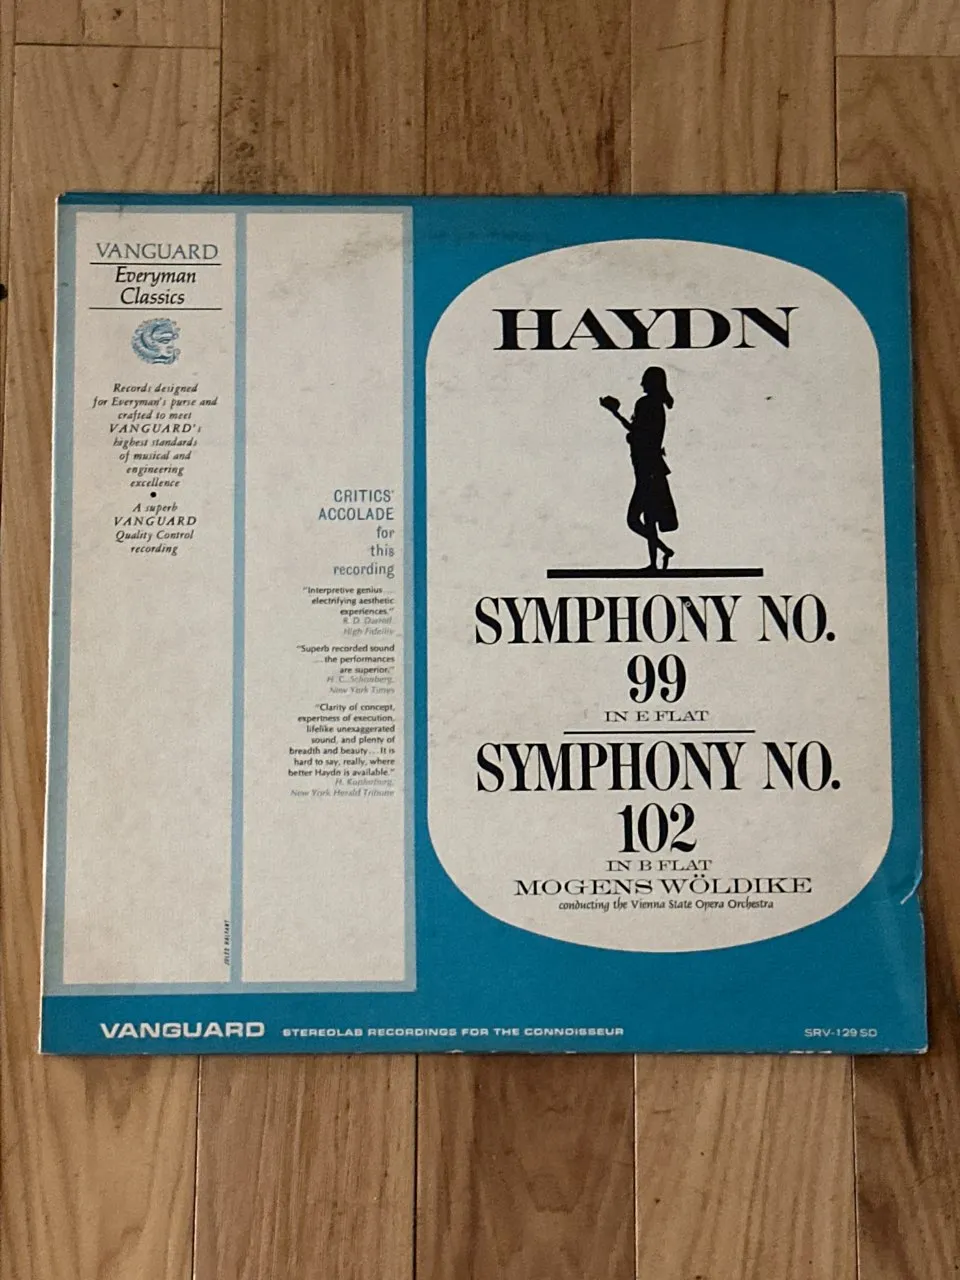 VANGUARD
Everyman
Classics
Records designed
for Everyman's purse and
crafted to meet
VANGUARD's
highest standards
of musical and
engineering
excellence
•
A superb
VANGUARD
Quality Control
recording
JULES HALFANT
CRITICS'
ACCOLADE
for
this
recording
"Interpretive genius...
electrifying aesthetic
experiences."
R. D. Darrell,
High Fidelity
"Superb recorded sound
...the performances
are superior."
H. C. Schonberg,
New York Times
"Clarity of concept,
expertness of execution,
lifelike unexaggerated
sound, and plenty of
breadth and beauty...It is
hard to say, really, where
better Haydn is available."
H. Kupferberg,
New York Herald Tribune
HAYDN
SYMPHONY NO.
99
IN E FLAT
SYMPHONY NO.
102
IN B FLAT
MOGENS WÖLDIKE
conducting the Vienna State Opera Orchestra
VANGUARD STEREOLAB RECORDINGS FOR THE CONNOISSEUR
SRV-129 SD